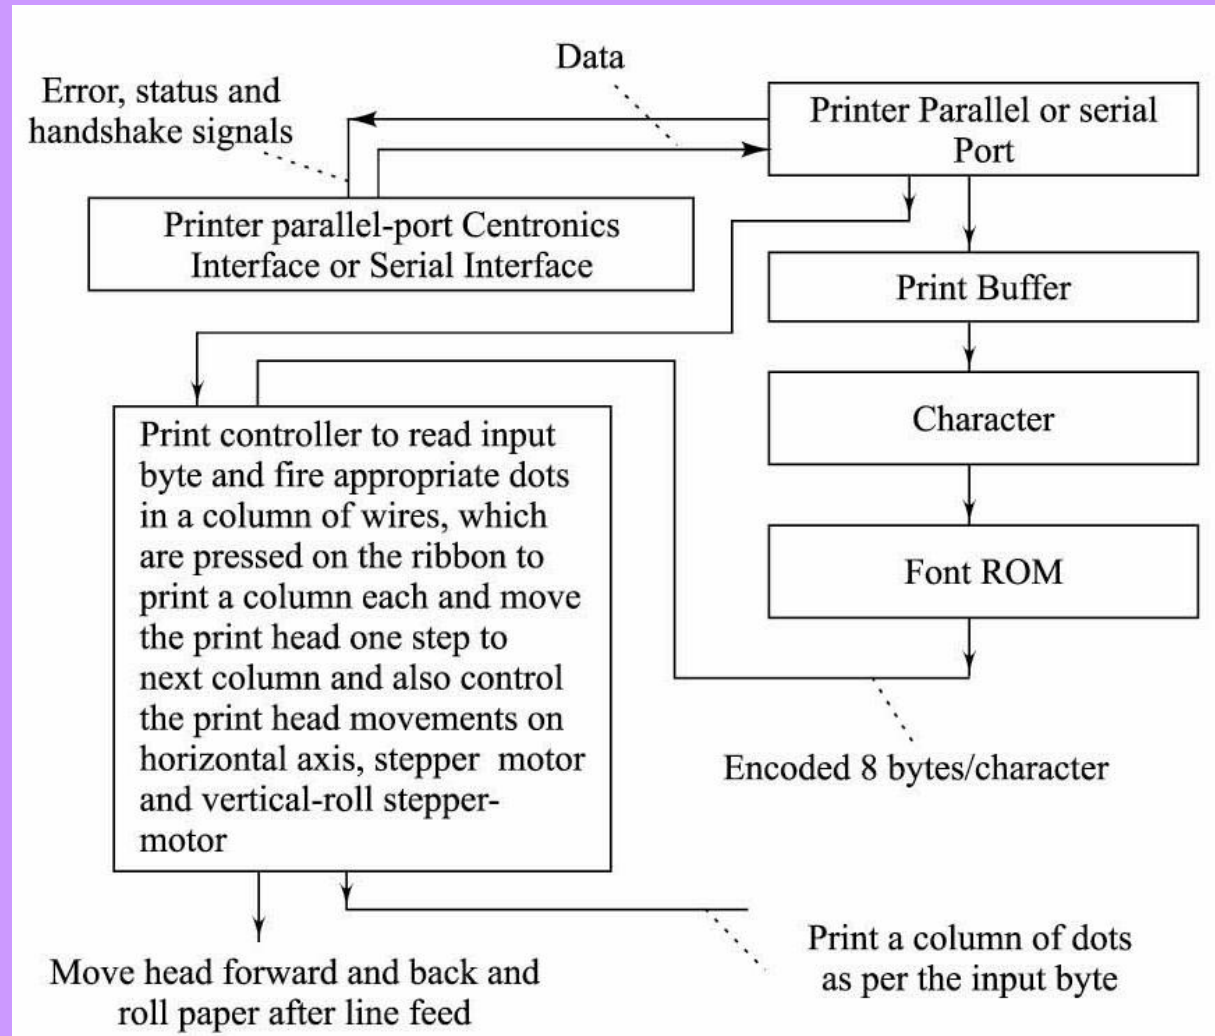 Data
Error, status and
handshake signals
Printer Parallel or serial
Port
Printer parallel-port Centronics
Interface or Serial Interface
Print Buffer
Character
Font ROM
Print controller to read input
byte and fire appropriate dots
in a column of wires, which
are pressed on the ribbon to
print a column each and move
the print head one step to
next column and also control
the print head movements on
horizontal axis, stepper motor
and vertical-roll stepper-
motor
Encoded 8 bytes/character
Print a column of dots
as per the input byte
Move head forward and back and
roll paper after line feed